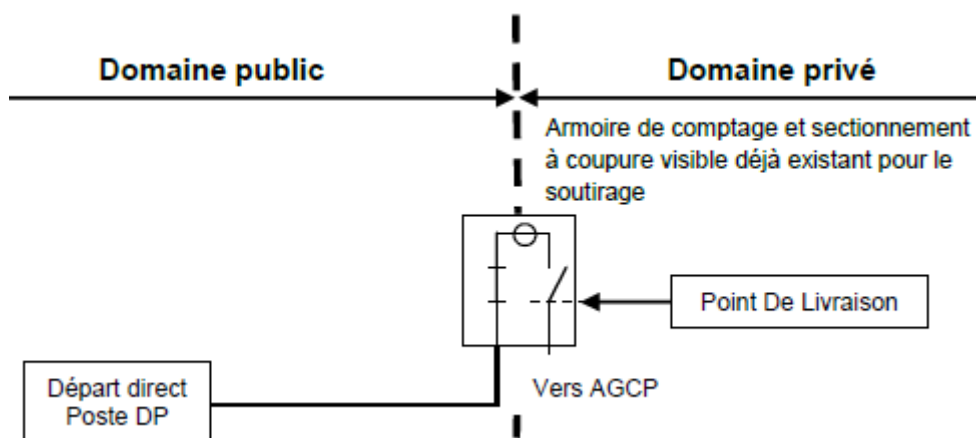 Domaine public
Domaine privé
Armoire de comptage et sectionnement
à coupure visible déjà existant pour le
soutirage
Point De Livraison
Départ direct
Poste DP
Vers AGCP